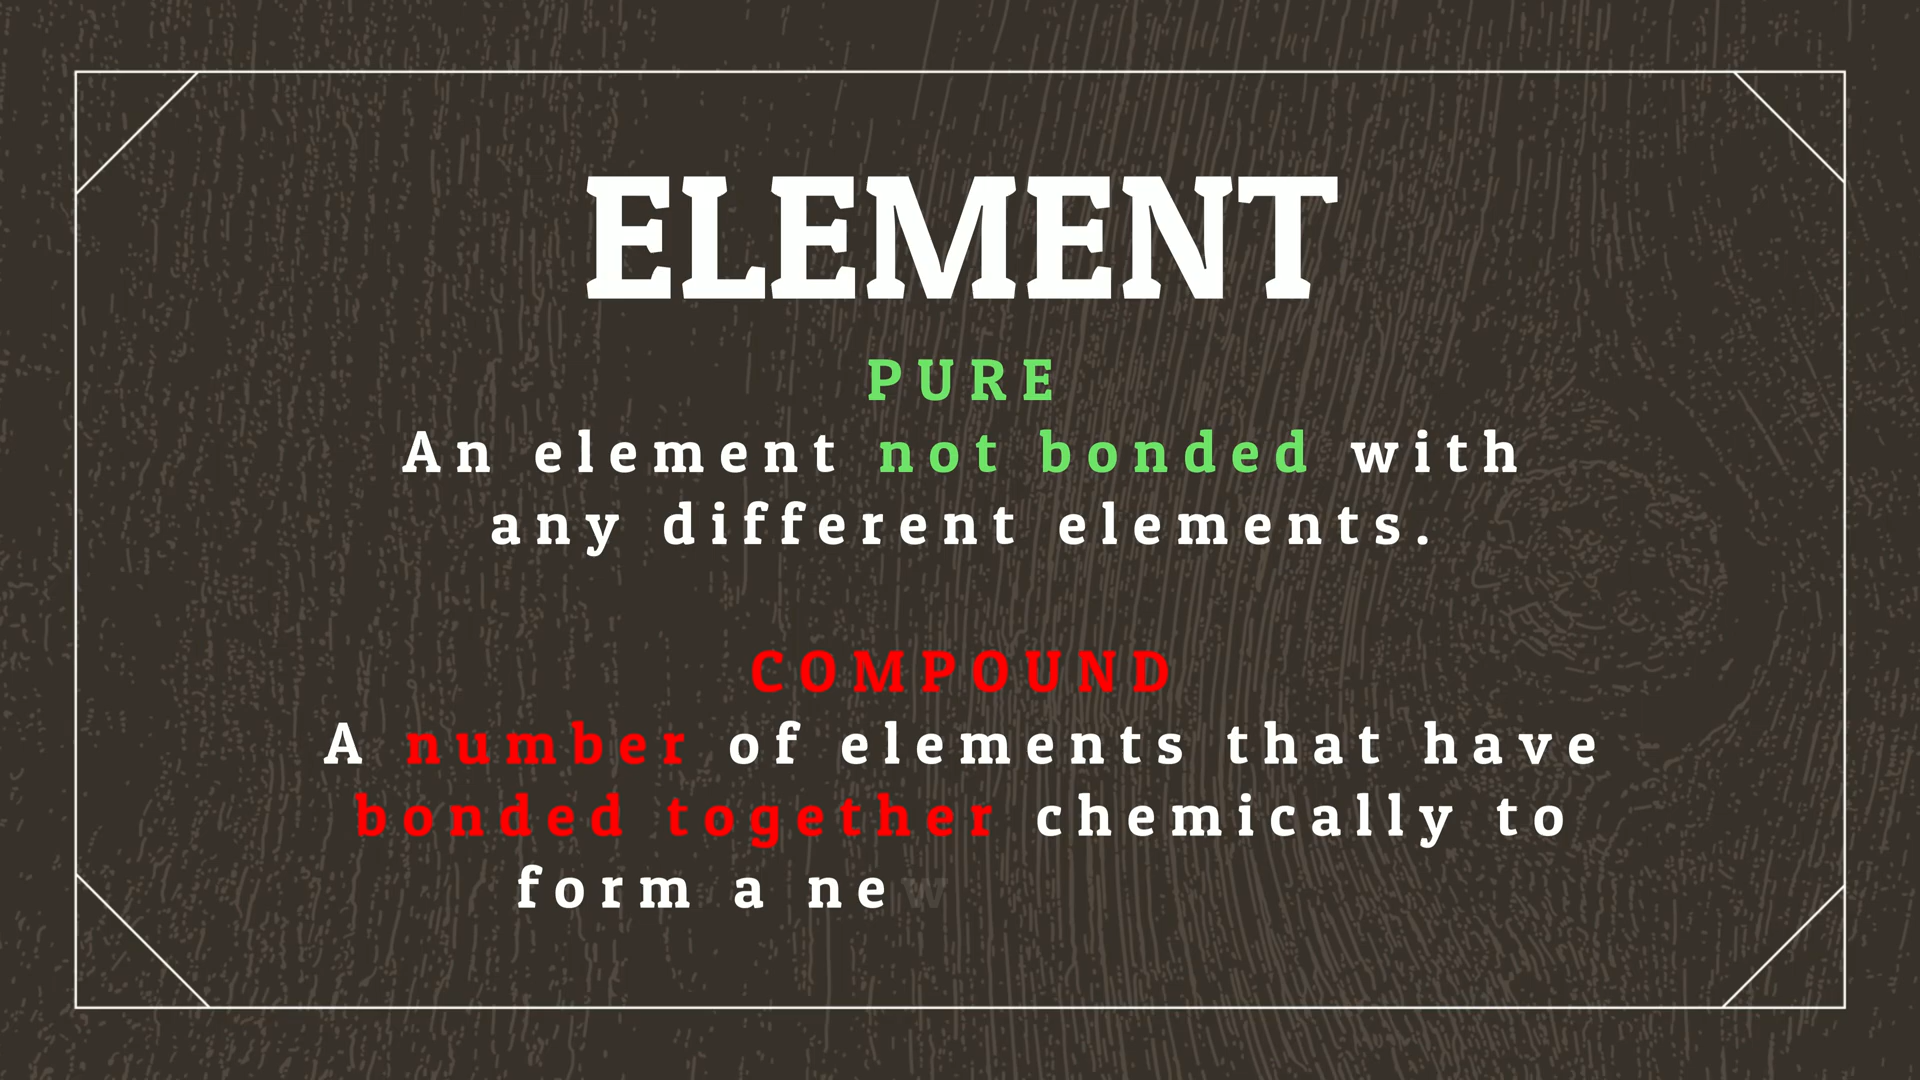 ELEMENT
PURE
An element not bonded with
any different elements.
COMPOUND
A number of elements that have
bonded together chemically to
form a new